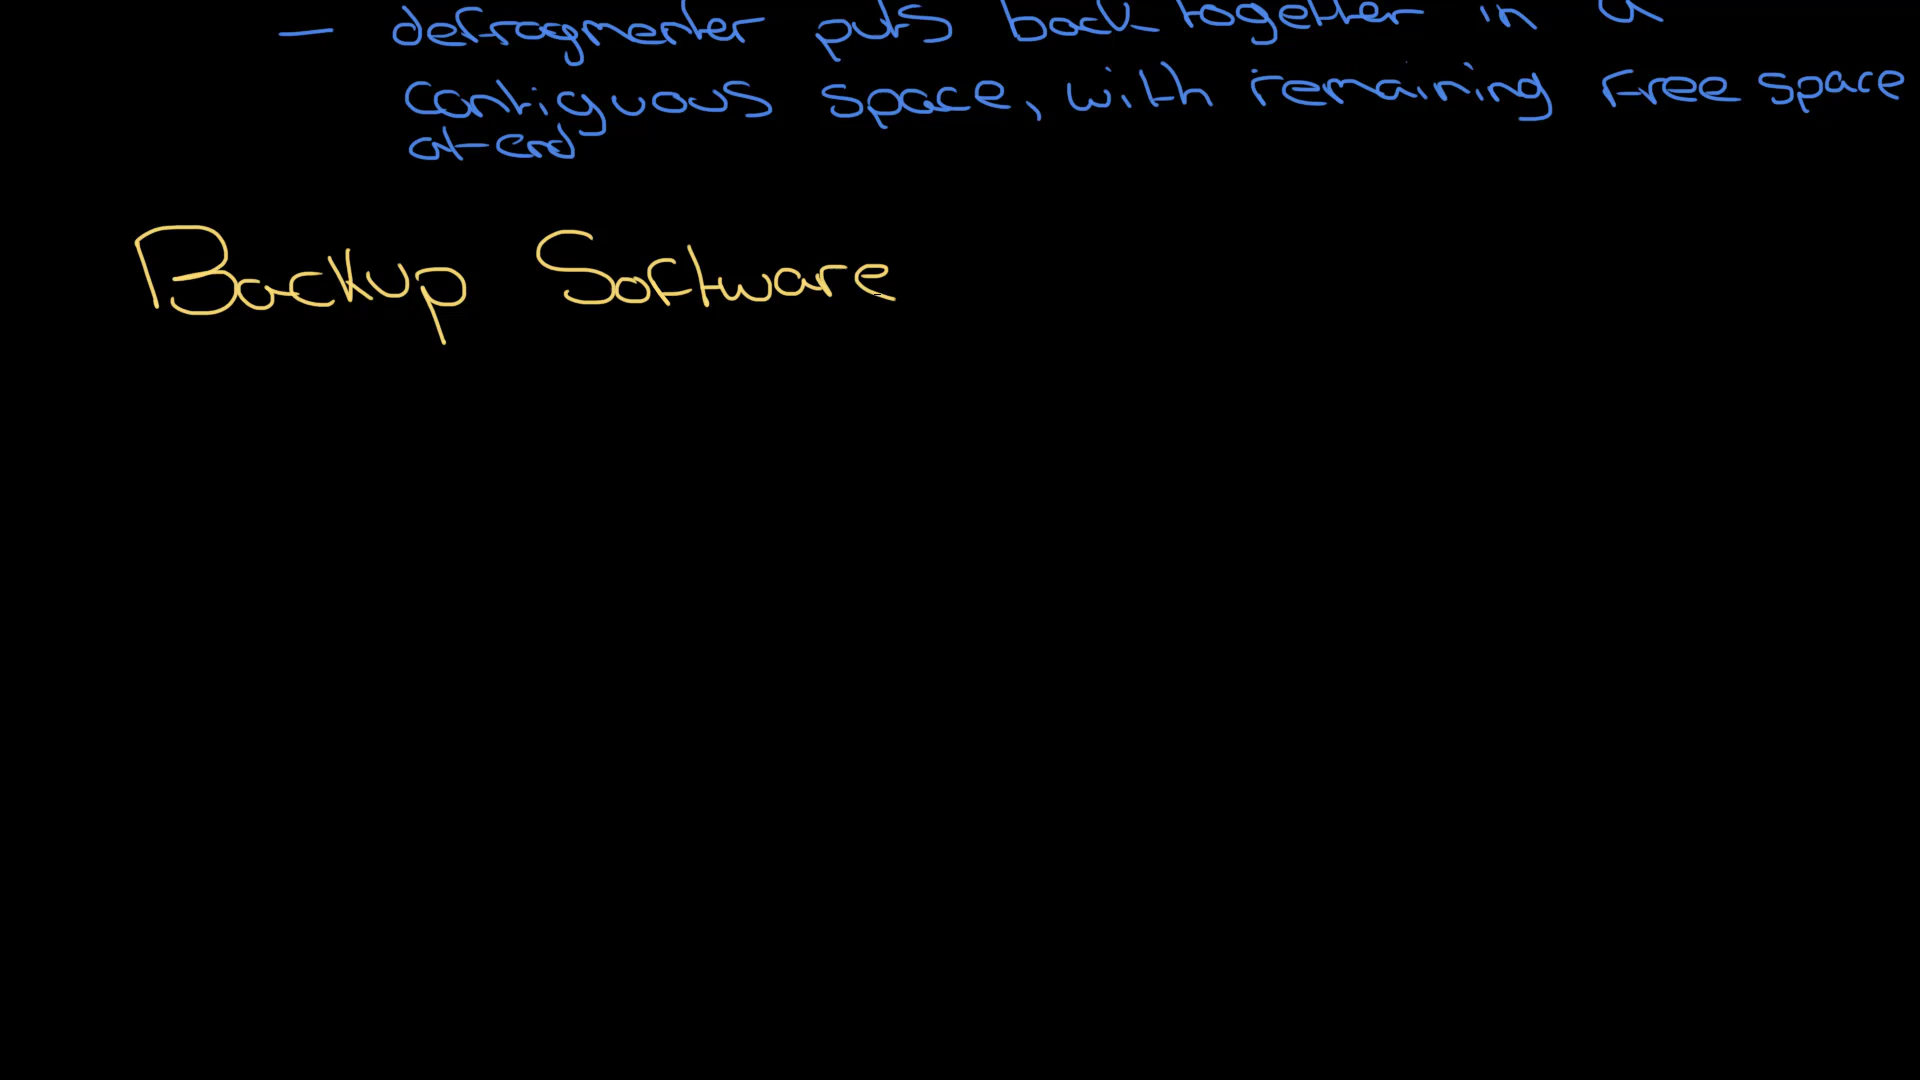 — defragmenter puts back together in a
contiguous space, with remaining free space
at end
Backup Software